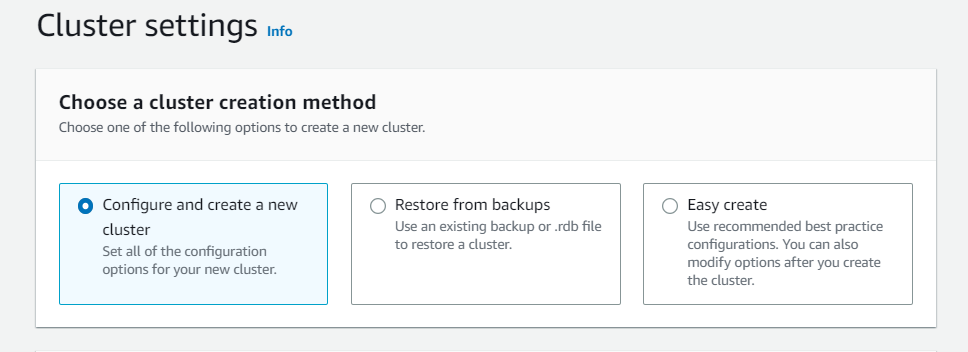 Cluster settings Info
Choose a cluster creation method
Choose one of the following options to create a new cluster.
Configure and create a new
cluster
Set all of the configuration
options for your new cluster.
Restore from backups
Use an existing backup or .rdb file
to restore a cluster.
Easy create
Use recommended best practice
configurations. You can also
modify options after you create
the cluster.